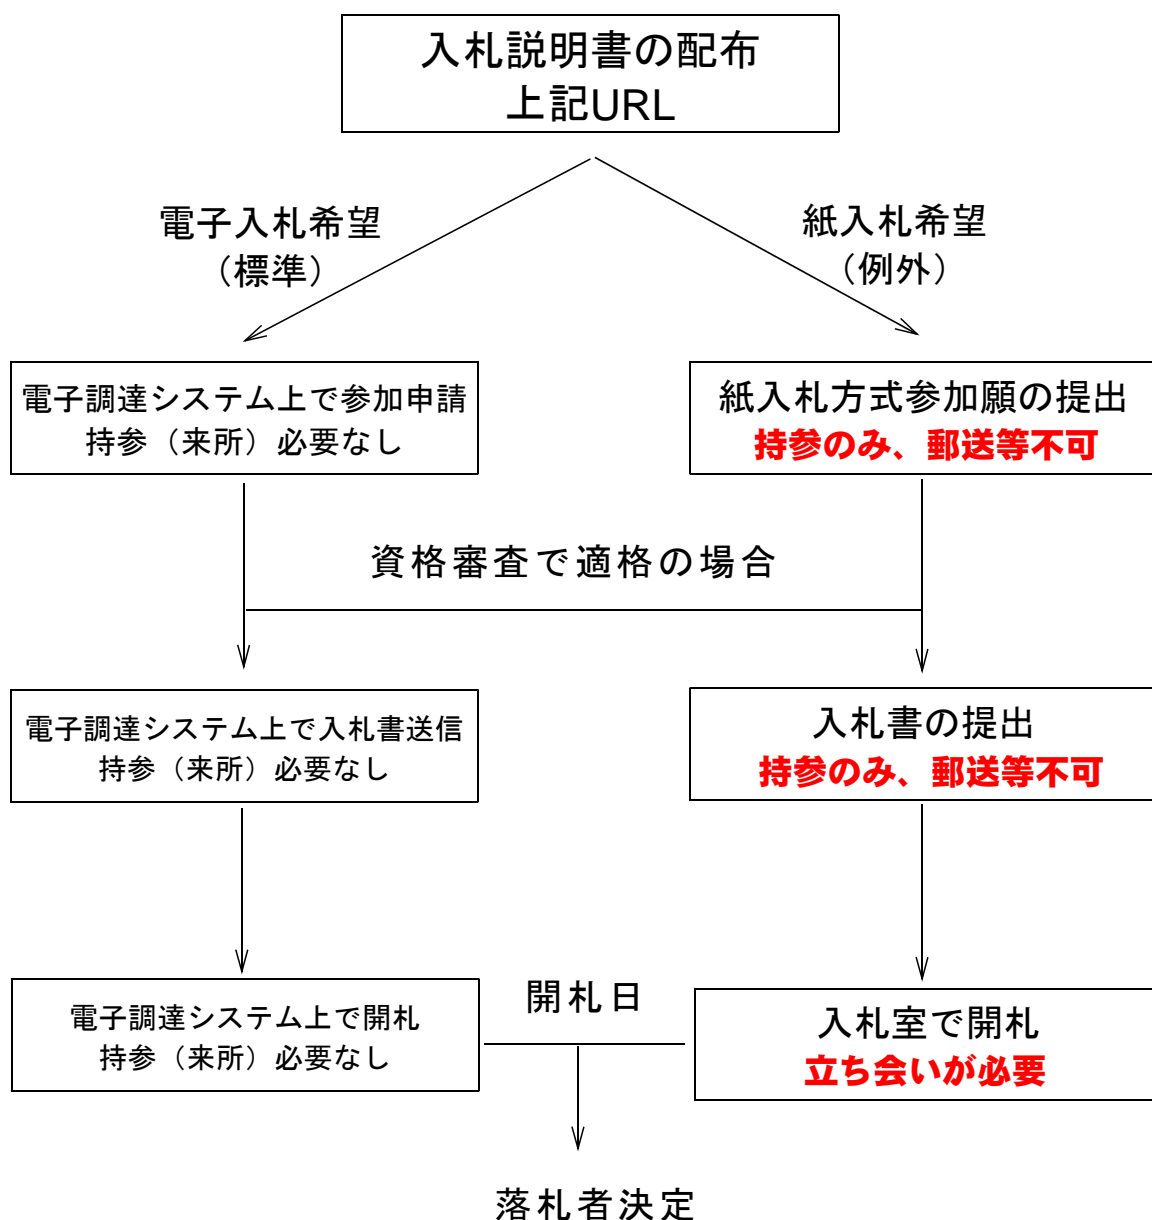 入札説明書の配布
上記URL
電子入札希望
（標準）
紙入札希望
（例外）
電子調達システム上で参加申請
持参（来所）必要なし
紙入札方式参加願の提出
持参のみ、郵送等不可
資格審査で適格の場合
電子調達システム上で入札書送信
持参（来所）必要なし
入札書の提出
持参のみ、郵送等不可
電子調達システム上で開札
持参（来所）必要なし
開札日
入札室で開札
立ち会いが必要
落札者決定